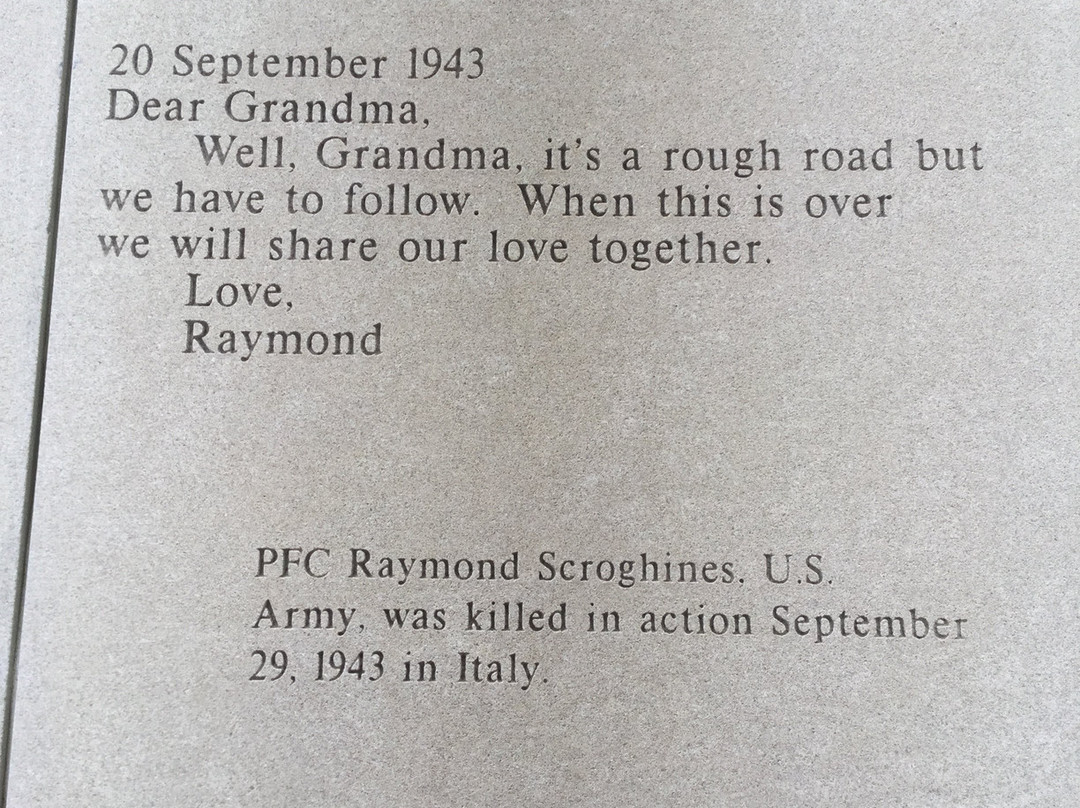 20 September 1943
Dear Grandma,
Well, Grandma, it's a rough road but
we have to follow. When this is over
we will share our love together.
Love,
Raymond
PFC Raymond Scroghines, U.S.
Army, was killed in action September
29, 1943 in Italy.